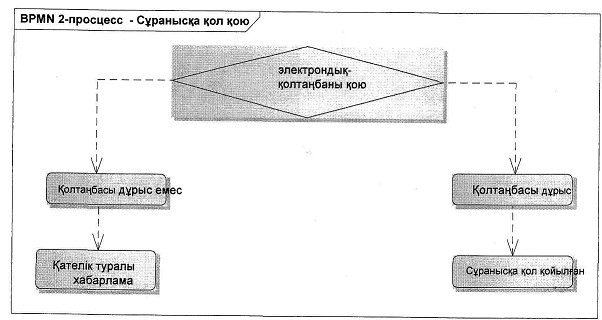 BPMN 2-просцесс - Сұранысқа қол қою
электрондық-
қолтаңбаны қою
Қолтаңбасы дұрыс емес
Қолтаңбасы дұрыс
Қателік туралы
хабарлама
Сұранысқа қол қойылған